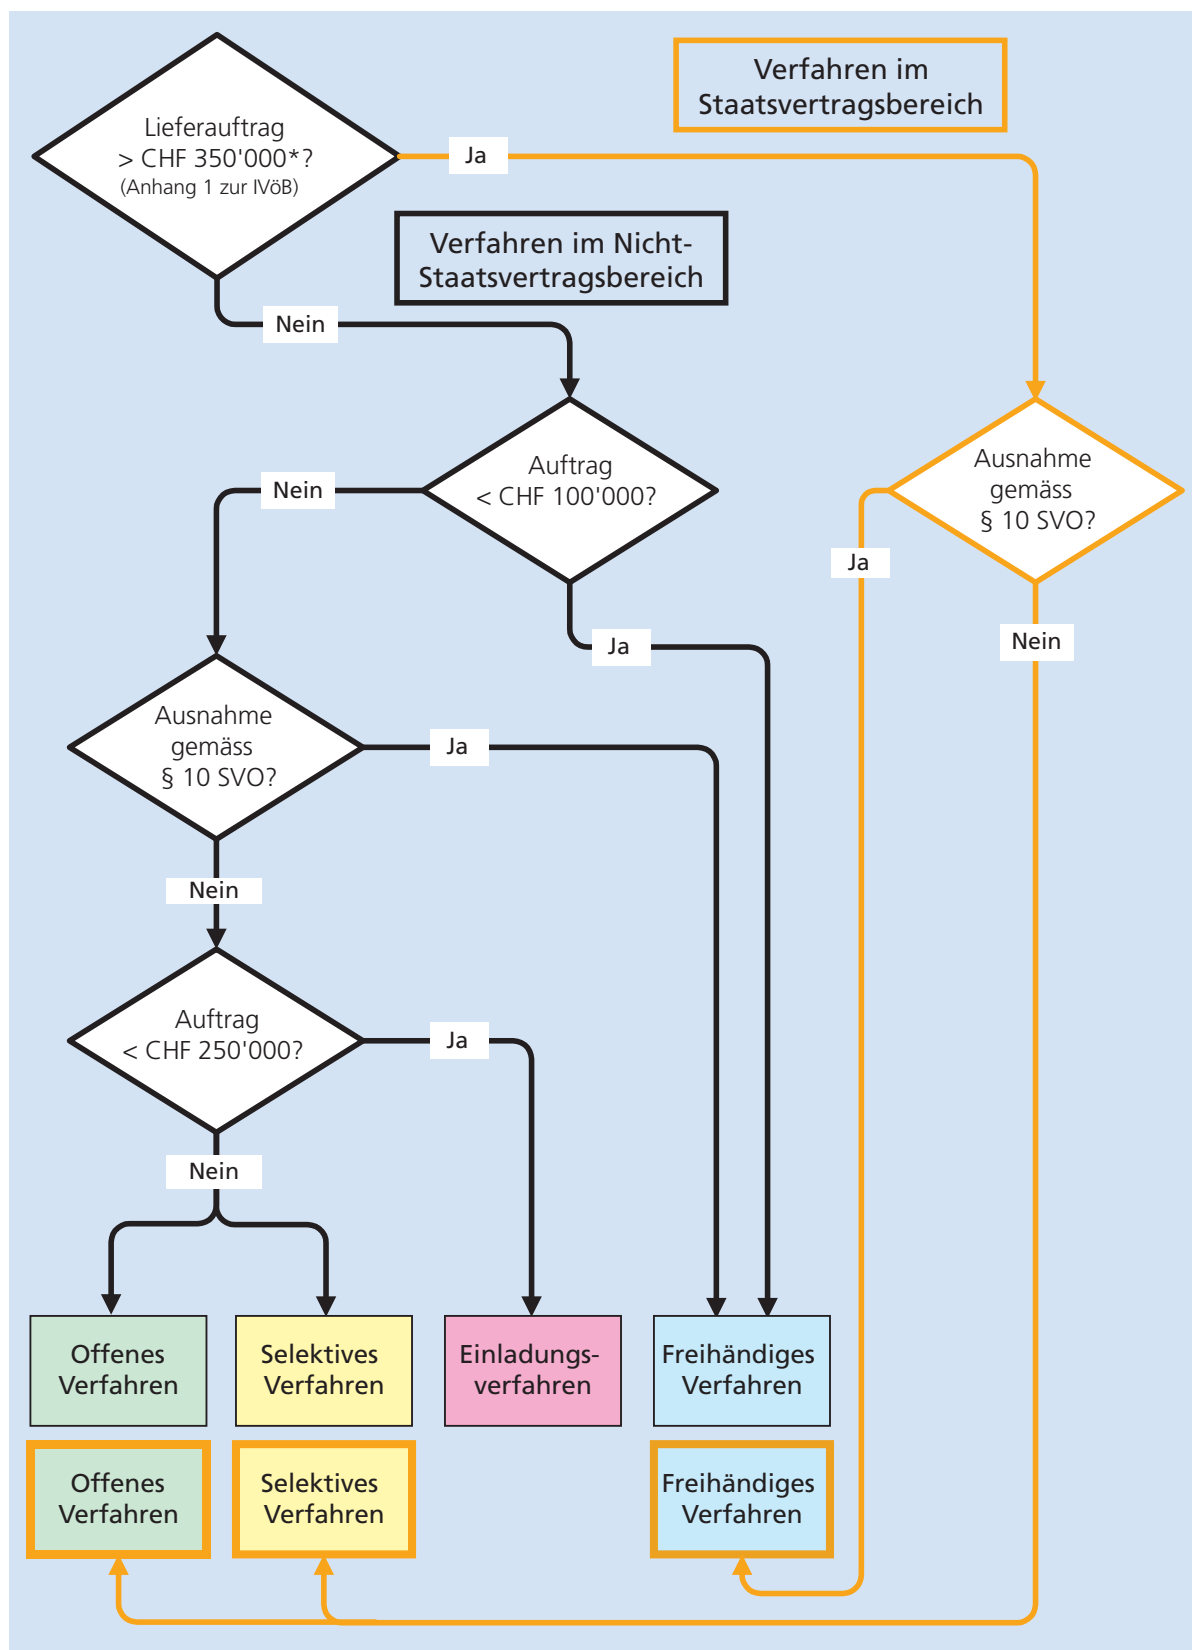 Verfahren im
Staatsvertragsbereich
Lieferauftrag
> CHF 350'000*?
(Anhang 1 zur IVöB)
Ja
Verfahren im Nicht-
Staatsvertragsbereich
Nein
Auftrag
< CHF 100'000?
Ausnahme
gemäss
§ 10 SVO?
Nein
Ja
Ja
Nein
Ausnahme
gemäss
§ 10 SVO?
Ja
Nein
Auftrag
< CHF 250'000?
Ja
Nein
Offenes
Verfahren
Selektives
Verfahren
Einladungs-
verfahren
Freihändiges
Verfahren
Offenes
Verfahren
Selektives
Verfahren
Freihändiges
Verfahren